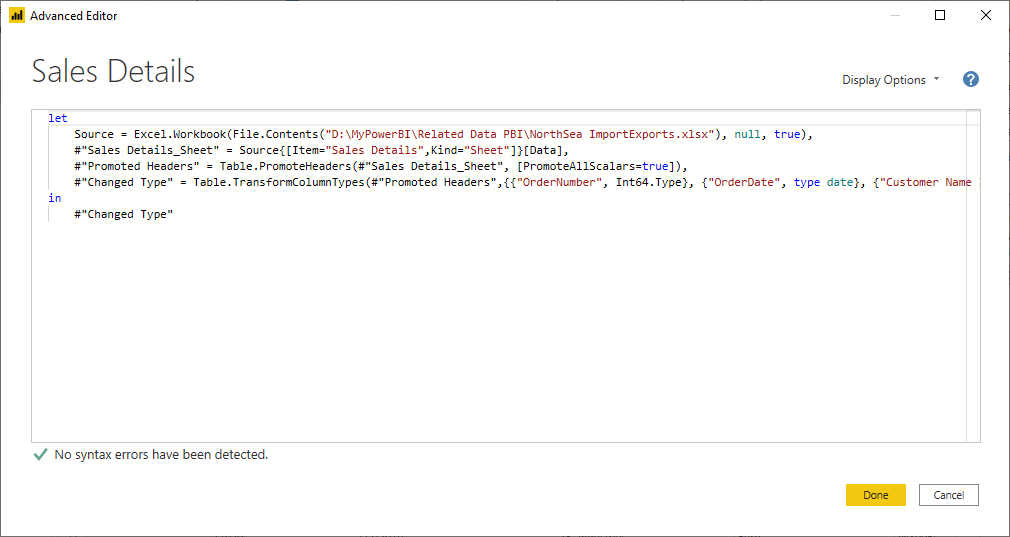 Advanced Editor
Sales Details
Display Options
?
let
Source = Excel.Workbook(File.Contents("D:\MyPowerBI\Related Data PBI\NorthSea ImportExports.xlsx"), null, true),
#"Sales Details_Sheet" = Source{[Item="Sales Details",Kind="Sheet"]}[Data],
#"Promoted Headers" = Table.PromoteHeaders(#"Sales Details_Sheet", [PromoteAllScalars=true]),
#"Changed Type" = Table.TransformColumnTypes(#"Promoted Headers",{{"OrderNumber", Int64.Type}, {"OrderDate", type date}, {"Customer Name
in
#"Changed Type"
No syntax errors have been detected.
Done
Cancel